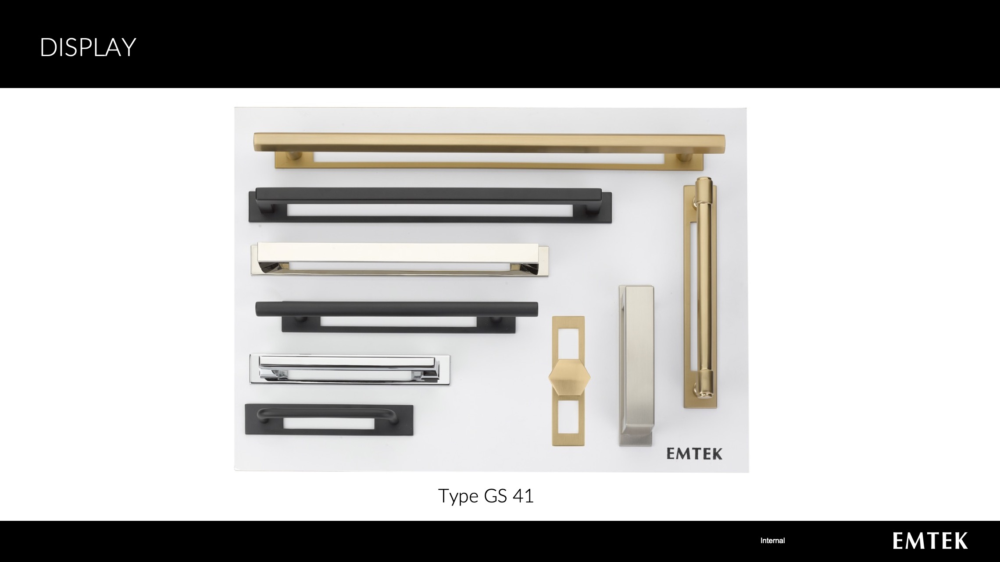 DISPLAY
EMTEK
Type GS 41
Internal
EMTEK